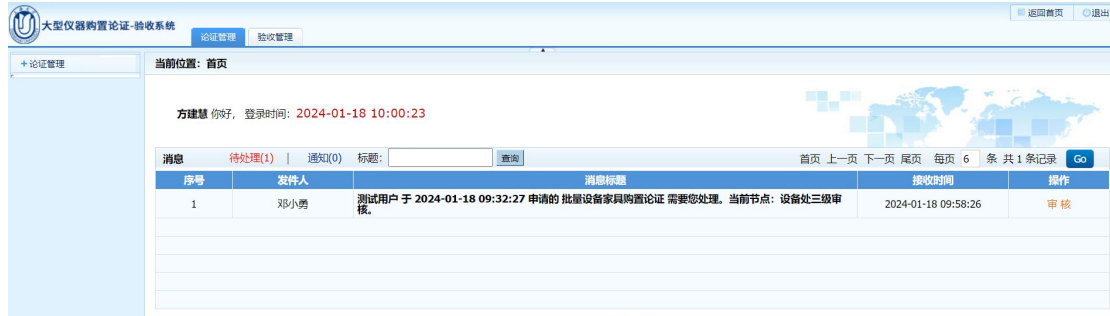 大型仪器购置论证-验收系统
论证管理 验收管理
返回首页 退出
+论证管理
当前位置：首页
方建慧 你好， 登录时间：2024-01-18 10:00:23
消息 待处理(1) | 通知(0) 标题： 查询 首页 上一页 下一页 尾页 每页 6 条 共 1 条记录 Go
序号 发件人 消息标题 接收时间 操作
1 邓小勇 测试用户 于 2024-01-18 09:32:27 申请的 批量设备家具购置论证 需要您处理。当前节点：设备处三级审
核。 2024-01-18 09:58:26 审 核